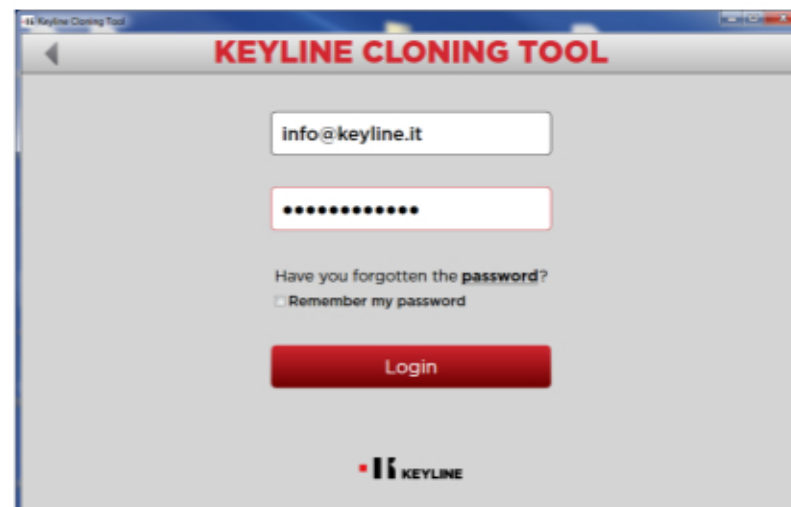 Keyline Cloning Tool
KEYLINE CLONING TOOL
info@keyline.it
••••••••••••
Have you forgotten the password?
Remember my password
Login
KEYLINE